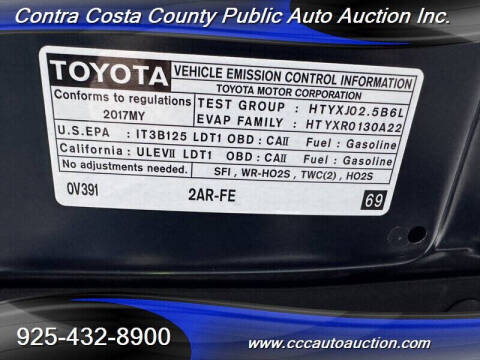 Contra Costa County Public Auto Auction Inc.
TOYOTA VEHICLE EMISSION CONTROL INFORMATION
TOYOTA MOTOR CORPORATION
Conforms to regulations
2017MY
TEST GROUP : HTYXJ02.5B6L
EVAP FAMILY : HTYXR0130A22
U.S.EPA : IT3B125 LDT1 OBD : CAII Fuel : Gasoline
California : ULEVII LDT1 OBD : CAII Fuel : Gasoline
No adjustments needed. SFI , WR-HO2S , TWC(2) , HO2S
0V391 2AR-FE 69
925-432-8900 www.cccautoauction.com/